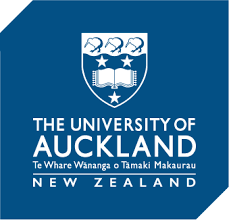 THE UNIVERSITY OF
AUCKLAND
Te Whare Wānanga o Tāmaki Makaurau
NEW ZEALAND